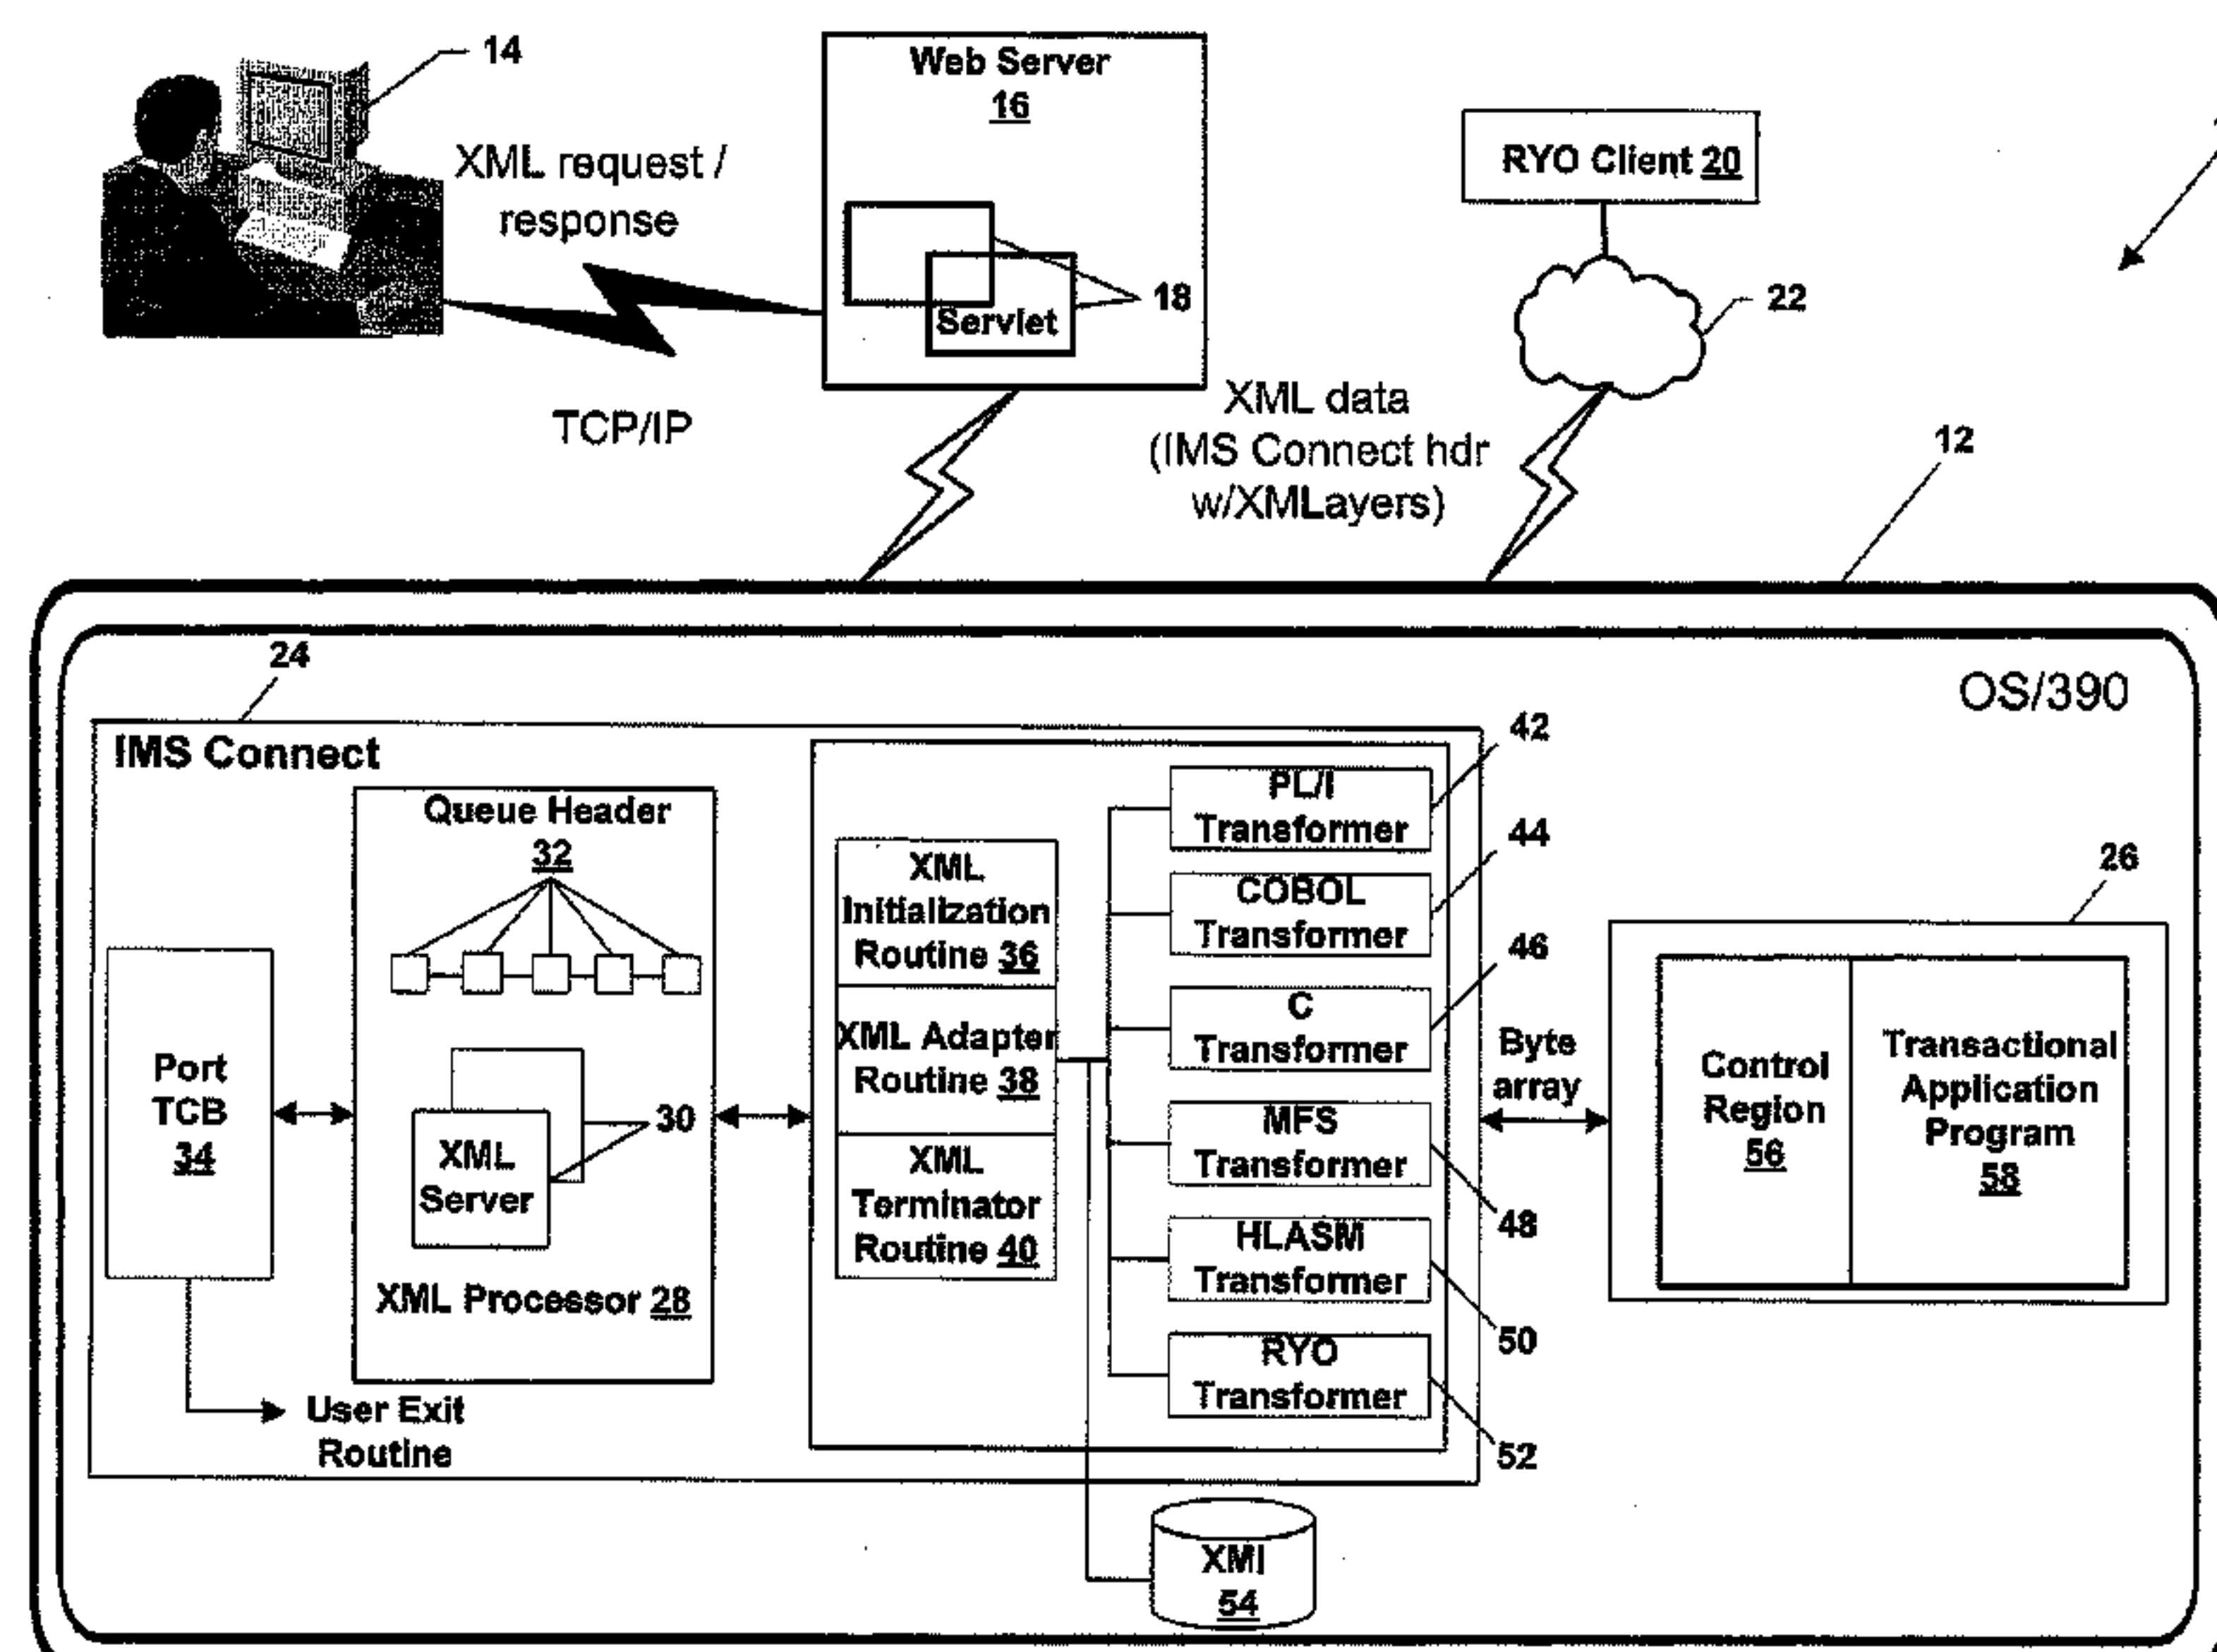 14
XML request /
response
TCP/IP
Web Server
16
Servlet
18
RYO Client 20
22
XML data
(IMS Connect hdr
w/XMLayers)
12
OS/390
24
IMS Connect
Port
TCB
34
User Exit
Routine
Queue Header
32
XML
Server
30
XML Processor 28
XML
Initialization
Routine 36
XML Adapter
Routine 38
XML
Terminator
Routine 40
PL/I
Transformer
42
COBOL
Transformer
44
C
Transformer
46
MFS
Transformer
48
HLASM
Transformer
50
RYO
Transformer
52
XMI
54
Byte
array
26
Control
Region
56
Transactional
Application
Program
58